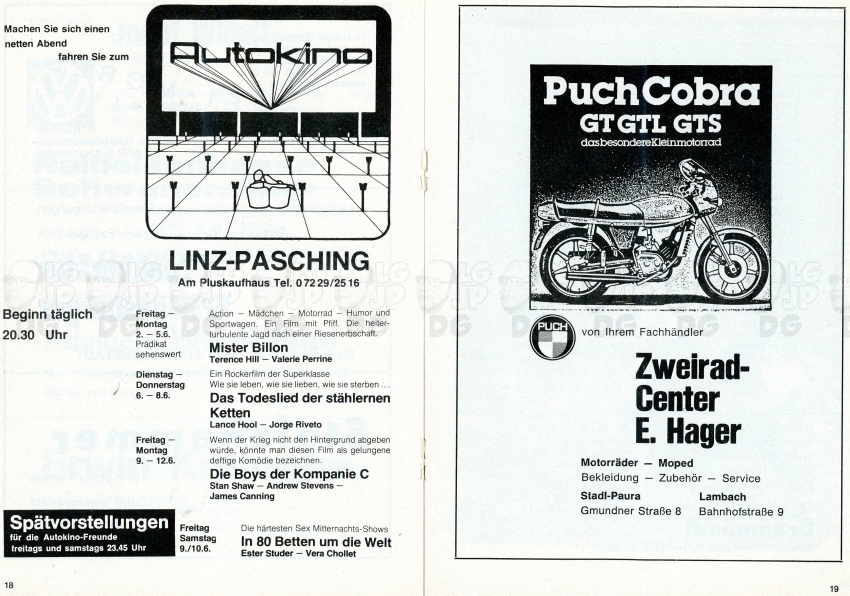 Machen Sie sich einen
netten Abend
fahren Sie zum
Autokino
LINZ-PASCHING
Am Pluskaufhaus Tel. 0 72 29/25 16
Beginn täglich
20.30 Uhr
Freitag –
Montag
2. – 5.6.
Prädikat
sehenswert
Action – Mädchen – Motorrad – Humor und
Sportwagen. Ein Film mit Pfiff. Die heiter-
turbulente Jagd nach einer Riesenerbschaft.
Mister Billon
Terence Hill – Valerie Perrine
Dienstag –
Donnerstag
6. – 8.6.
Ein Rockerfilm der Superklasse
Wie sie leben, wie sie lieben, wie sie sterben ....
Das Todeslied der stählernen
Ketten
Lance Hool – Jorge Riveto
Freitag –
Montag
9. – 12.6.
Wenn der Krieg nicht den Hintergrund abgeben
würde, könnte man diesen Film als gelungene
deftige Komödie bezeichnen.
Die Boys der Kompanie C
Stan Shaw – Andrew Stevens –
James Canning
Spätvorstellungen
für die Autokino-Freunde
freitags und samstags 23.45 Uhr
Freitag
Samstag
9./10.6.
Die härtesten Sex Mitternachts-Shows
In 80 Betten um die Welt
Ester Studer – Vera Chollet
18
Puch Cobra
GT GTL GTS
das besondere Kleinmotorrad
PUCH
von Ihrem Fachhändler
Zweirad-
Center
E. Hager
Motorräder – Moped
Bekleidung – Zubehör – Service
Stadl-Paura
Gmundner Straße 8
Lambach
Bahnhofstraße 9
19
LG
JP
DG